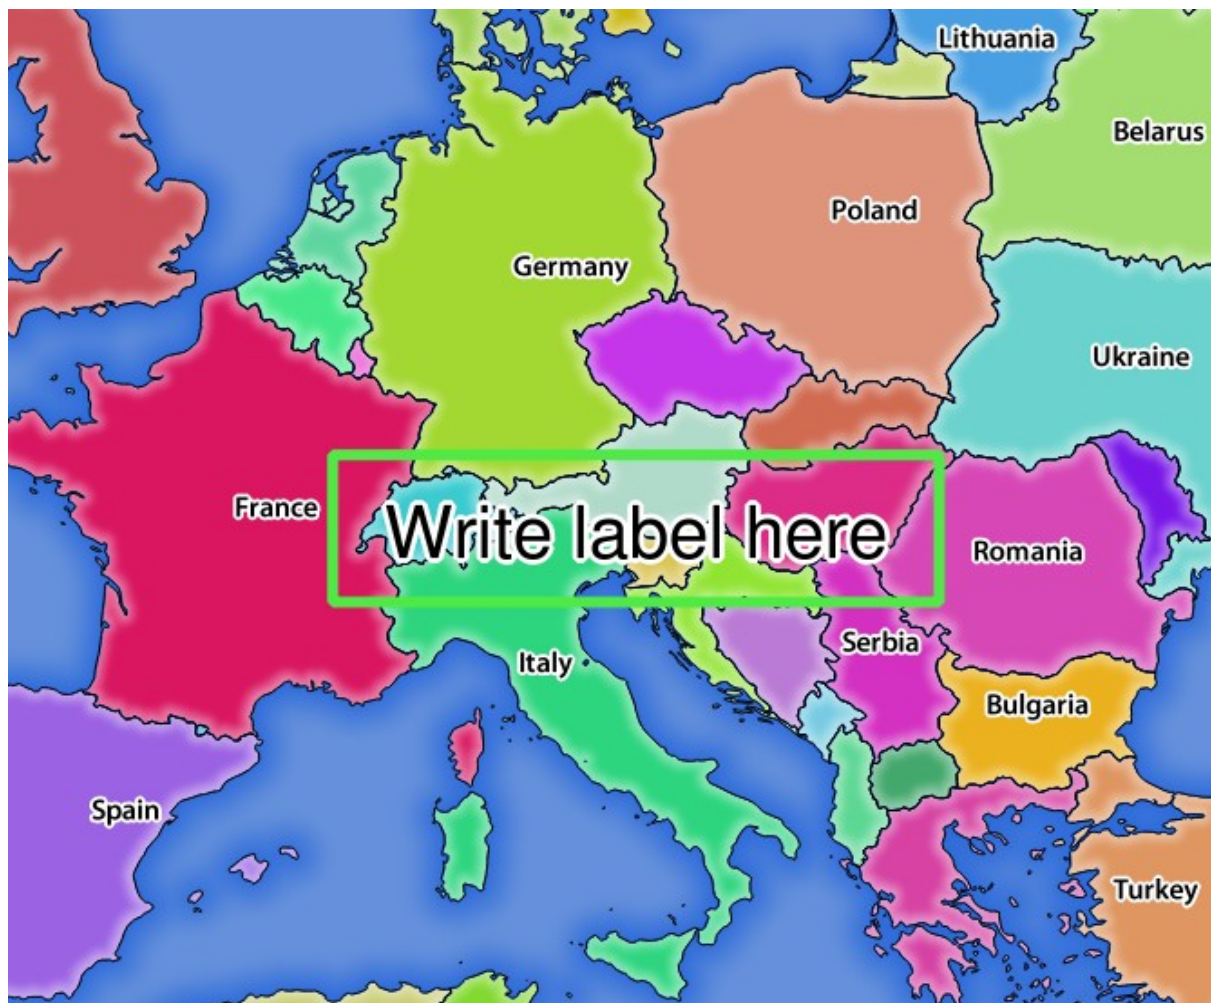 Lithuania
Belarus
Poland
Germany
Ukraine
France
Write label here
Romania
Serbia
Italy
Bulgaria
Spain
Turkey